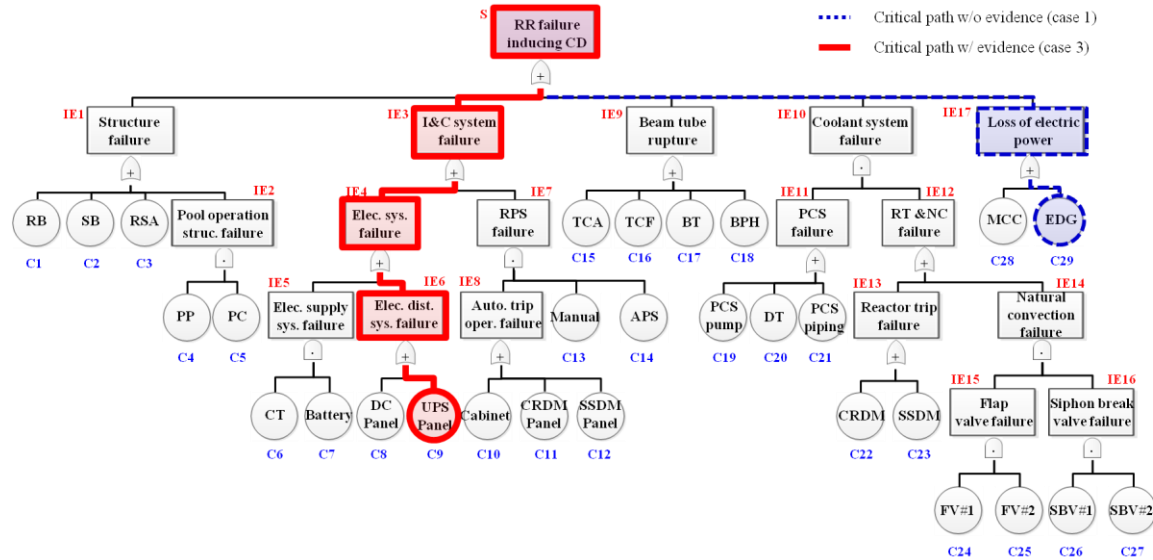 S
RR failure
inducing CD
Critical path w/o evidence (case 1)
Critical path w/ evidence (case 3)
+
IE1
Structure
failure
IE3
I&C system
failure
IE9
Beam tube
rupture
IE10
Coolant system
failure
IE17
Loss of electric
power
+
+
+
.
+
RB
SB
RSA
IE2
Pool operation
struc. failure
IE4
Elec. sys.
failure
IE7
RPS
failure
TCA
TCF
BT
BPH
IE11
PCS
failure
IE12
RT &NC
failure
MCC
EDG
C1
C2
C3
C15
C16
C17
C18
C28
C29
.
+
.
+
+
PP
PC
IE5
Elec. supply
sys. failure
IE6
Elec. dist.
sys. failure
IE8
Auto. trip
oper. failure
Manual
APS
PCS
pump
DT
PCS
piping
IE13
Reactor trip
failure
IE14
Natural
convection
failure
C4
C5
C13
C14
C19
C20
C21
.
+
+
+
.
CT
Battery
DC
Panel
UPS
Panel
Cabinet
CRDM
Panel
SSDM
Panel
CRDM
SSDM
IE15
Flap
valve failure
IE16
Siphon break
valve failure
C6
C7
C8
C9
C10
C11
C12
C22
C23
.
.
FV#1
FV#2
SBV#1
SBV#2
C24
C25
C26
C27